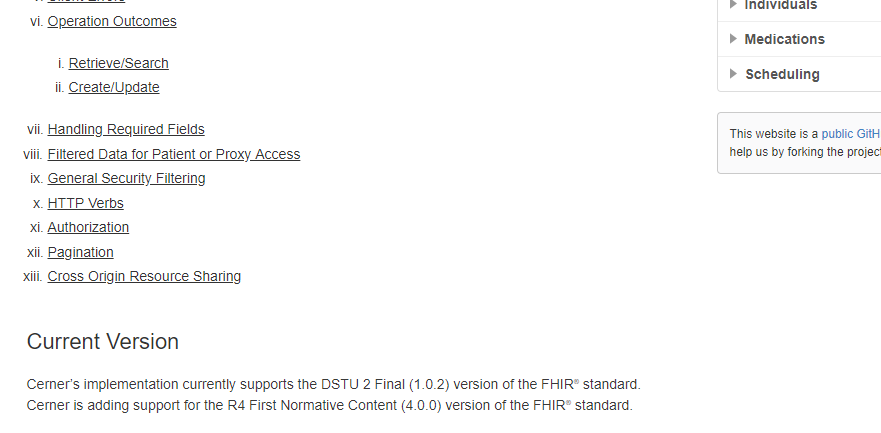 vi. Operation Outcomes
i. Retrieve/Search
ii. Create/Update
vii. Handling Required Fields
viii. Filtered Data for Patient or Proxy Access
ix. General Security Filtering
x. HTTP Verbs
xi. Authorization
xii. Pagination
xiii. Cross Origin Resource Sharing
Current Version
Cerner’s implementation currently supports the DSTU 2 Final (1.0.2) version of the FHIR® standard.
Cerner is adding support for the R4 First Normative Content (4.0.0) version of the FHIR® standard.
Individuals
Medications
Scheduling
This website is a public GitH
help us by forking the project